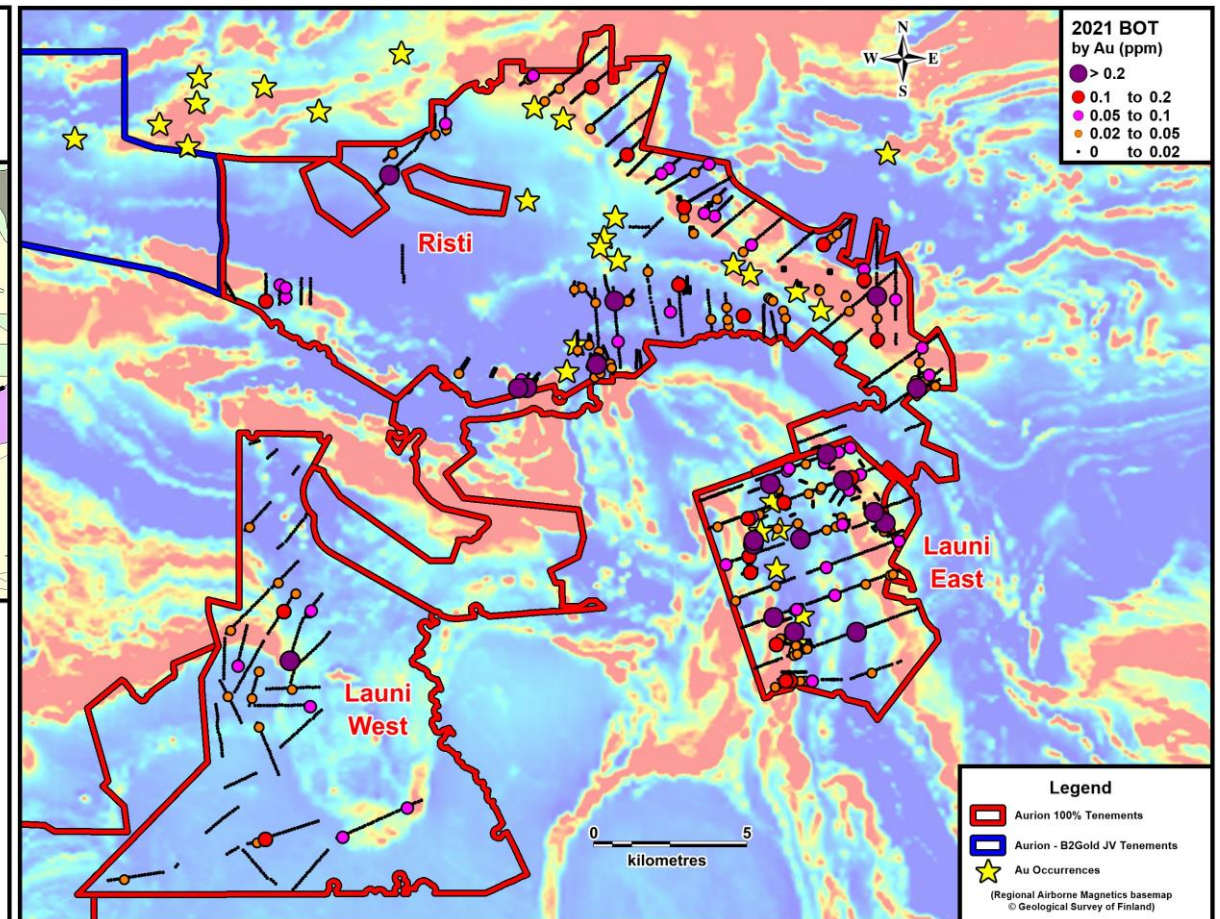 2021 BOT
by Au (ppm)
> 0.2
0.1 to 0.2
0.05 to 0.1
0.02 to 0.05
0 to 0.02
N
W E
S
Risti
Launi
East
Launi
West
0 5
kilometres
Legend
Aurion 100% Tenements
Aurion - B2Gold JV Tenements
Au Occurrences
(Regional Airborne Magnetics basemap
© Geological Survey of Finland)